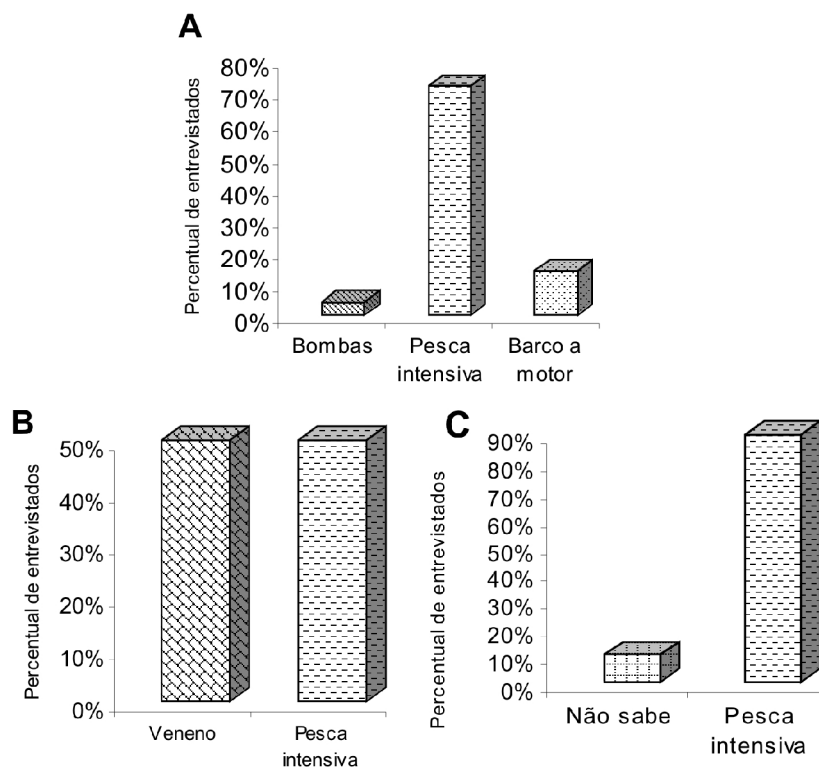 A
Percentual de entrevistados
80%
70%
60%
50%
40%
30%
20%
10%
0%
Bombas
Pesca
intensiva
Barco a
motor
B
Percentual de entrevistados
50%
40%
30%
20%
10%
0%
Veneno
Pesca
intensiva
C
Percentual de entrevistados
90%
80%
70%
60%
50%
40%
30%
20%
10%
0%
Não sabe
Pesca
intensiva